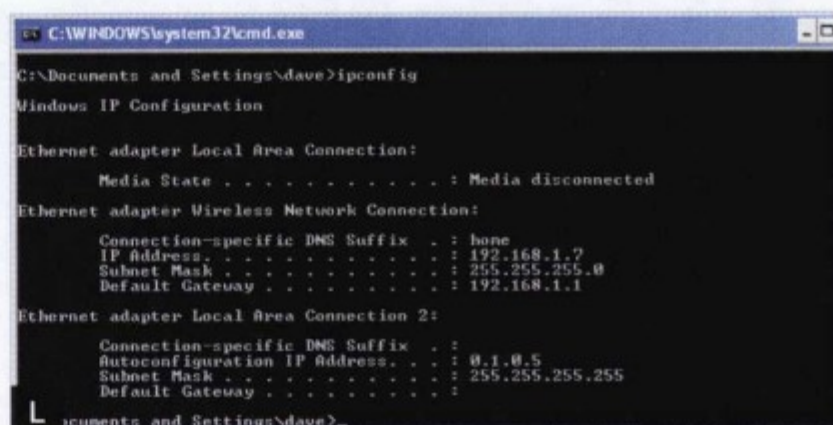 C:\WINDOWS\system32\cmd.exe
C:\Documents and Settings\dave>ipconfig
Windows IP Configuration
Ethernet adapter Local Area Connection:
Media State . . . . . . . . . . . : Media disconnected
Ethernet adapter Wireless Network Connection:
Connection-specific DNS Suffix . : home
IP Address. . . . . . . . . . . . : 192.168.1.7
Subnet Mask . . . . . . . . . . . : 255.255.255.0
Default Gateway . . . . . . . . . : 192.168.1.1
Ethernet adapter Local Area Connection 2:
Connection-specific DNS Suffix . :
Autoconfiguration IP Address. . . : 0.1.0.5
Subnet Mask . . . . . . . . . . . : 255.255.255.255
Default Gateway . . . . . . . . . :
L ocuments and Settings\dave>_